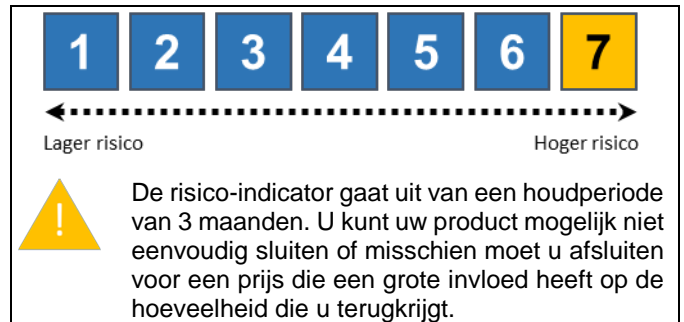 1 2 3 4 5 6 7
Lager risico Hoger risico
! De risico-indicator gaat uit van een houdperiode
van 3 maanden. U kunt uw product mogelijk niet
eenvoudig sluiten of misschien moet u afsluiten
voor een prijs die een grote invloed heeft op de
hoeveelheid die u terugkrijgt.